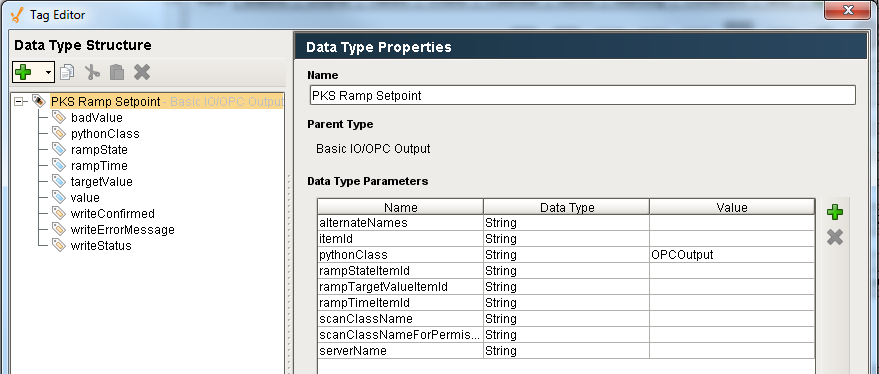 Tag Editor
Data Type Structure
PKS Ramp Setpoint - Basic IO/OPC Output
badValue
pythonClass
rampState
rampTime
targetValue
value
writeConfirmed
writeErrorMessage
writeStatus
Data Type Properties
Name
PKS Ramp Setpoint
Parent Type
Basic IO/OPC Output
Data Type Parameters
Name Data Type Value
alternateNames String
itemId String
pythonClass String OPCOutput
rampStateItemId String
rampTargetValueItemId String
rampTimeItemId String
scanClassName String
scanClassNameForPermis... String
serverName String